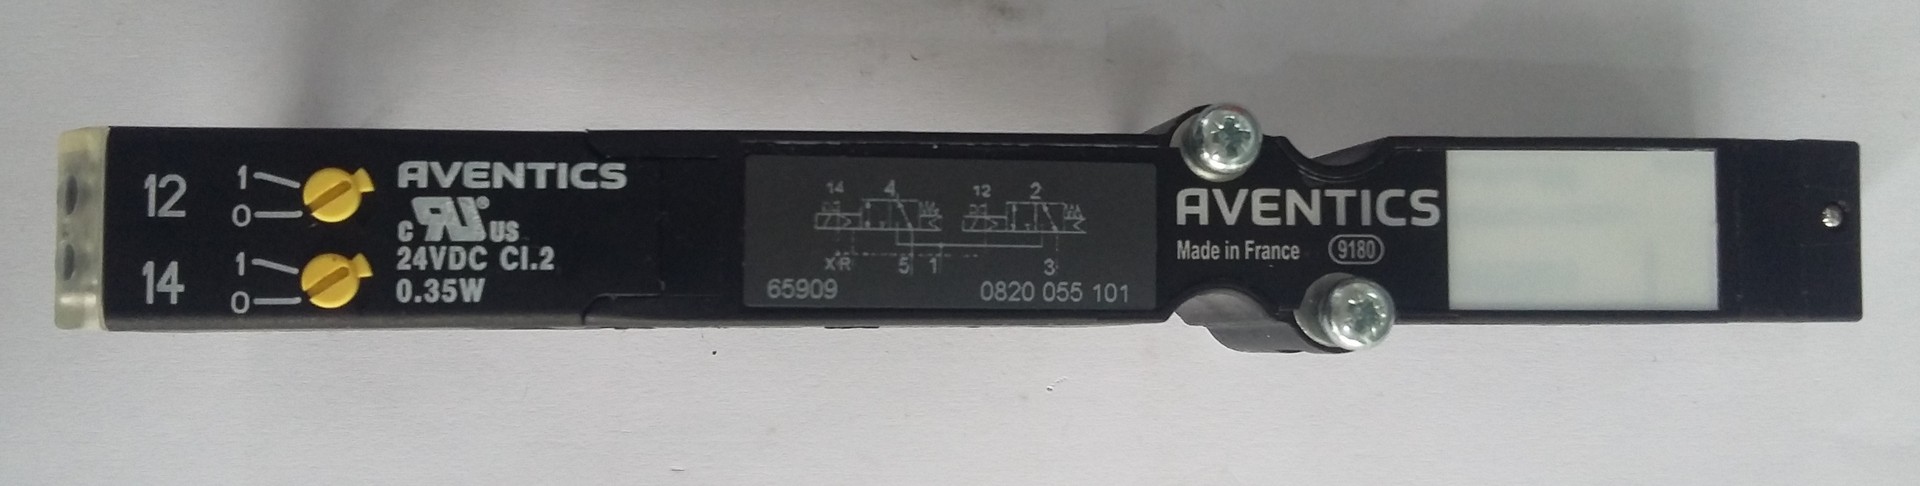 12
1
0
14
1
0
AVENTICS
c RU® US
24VDC Cl.2
0.35W
14 4 12 2
X R 5 1 3
65909 0820 055 101
AVENTICS
Made in France 9180